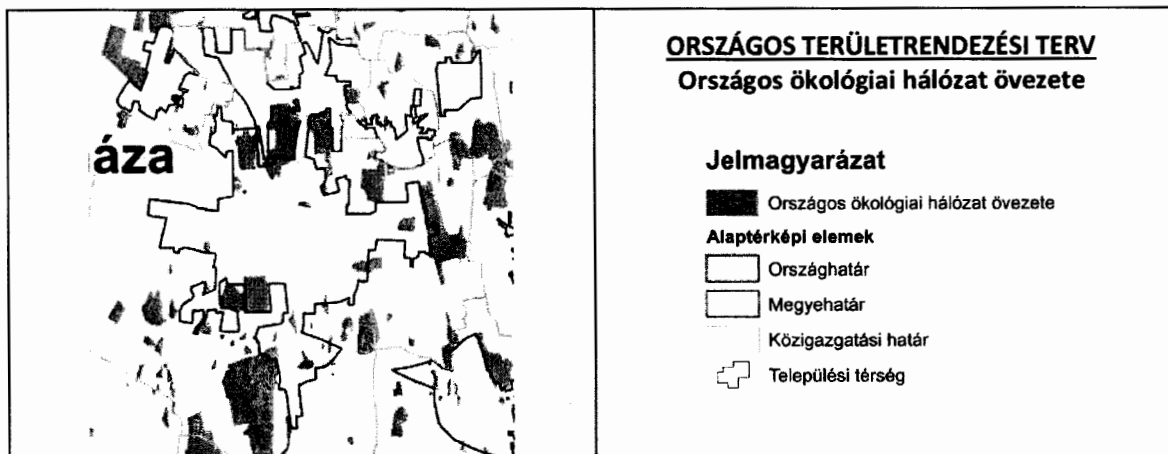 áza
ORSZÁGOS TERÜLETRENDEZÉSI TERV
Országos ökológiai hálózat övezete
Jelmagyarázat
Országos ökológiai hálózat övezete
Alaptérképi elemek
Országhatár
Megyehatár
Közigazgatási határ
Települési térség